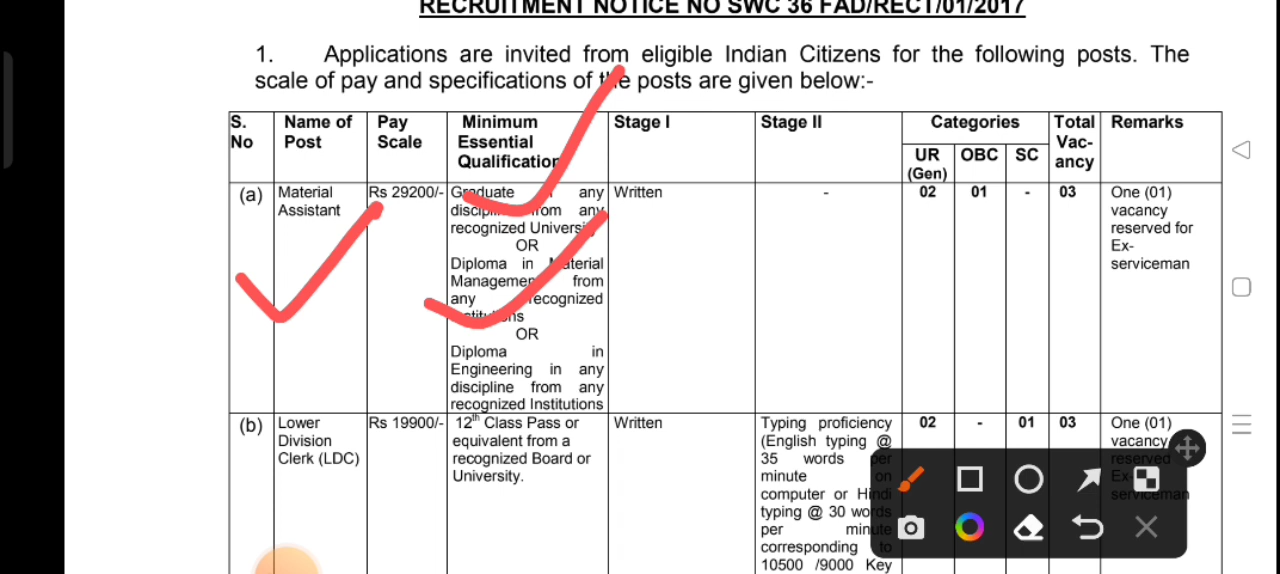 RECRUITMENT NOTICE NO SWC 36 FAD/RECT/01/2017
1. Applications are invited from eligible Indian Citizens for the following posts. The
scale of pay and specifications of the posts are given below:-
S. No | Name of Post | Pay Scale | Minimum Essential Qualification | Stage I | Stage II | Categories | Total Vac-ancy | Remarks
UR (Gen) | OBC | SC
(a) Material Assistant
Rs 29200/-
Graduate any
discip from any
recognized Universi
OR
Diploma in Material
Managemen from
any recognized
OR
Diploma in
Engineering in any
discipline from any
recognized Institutions
Written
-
02
01
-
03
One (01)
vacancy
reserved for
Ex-
serviceman
(b) Lower Division Clerk (LDC)
Rs 19900/-
12th Class Pass or
equivalent from a
recognized Board or
University.
Written
Typing proficiency
(English typing @
35 words per
minute on
computer or Hindi
typing @ 30 words
per minute
corresponding to
10500 /9000 Key
02
-
01
03
One (01)
vacancy
reserved
Ex-
serviceman